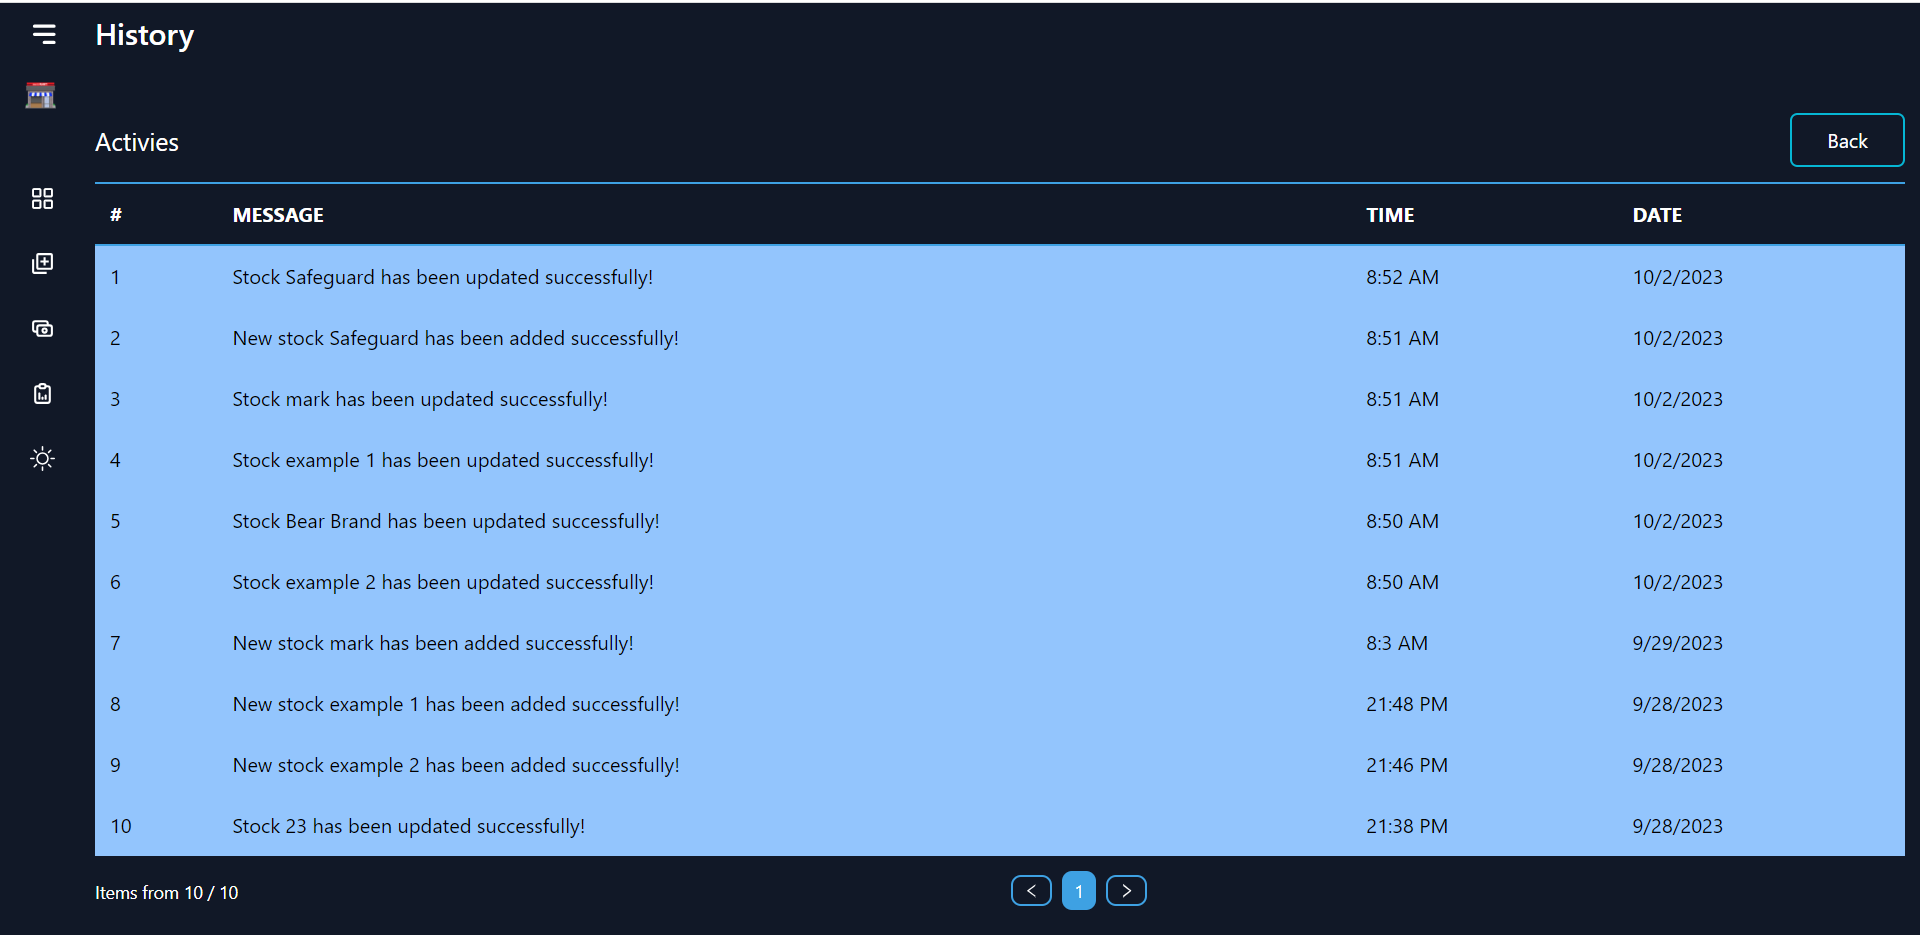 History
Activies
Back
# MESSAGE TIME DATE
1 Stock Safeguard has been updated successfully! 8:52 AM 10/2/2023
2 New stock Safeguard has been added successfully! 8:51 AM 10/2/2023
3 Stock mark has been updated successfully! 8:51 AM 10/2/2023
4 Stock example 1 has been updated successfully! 8:51 AM 10/2/2023
5 Stock Bear Brand has been updated successfully! 8:50 AM 10/2/2023
6 Stock example 2 has been updated successfully! 8:50 AM 10/2/2023
7 New stock mark has been added successfully! 8:3 AM 9/29/2023
8 New stock example 1 has been added successfully! 21:48 PM 9/28/2023
9 New stock example 2 has been added successfully! 21:46 PM 9/28/2023
10 Stock 23 has been updated successfully! 21:38 PM 9/28/2023
Items from 10 / 10
< 1 >